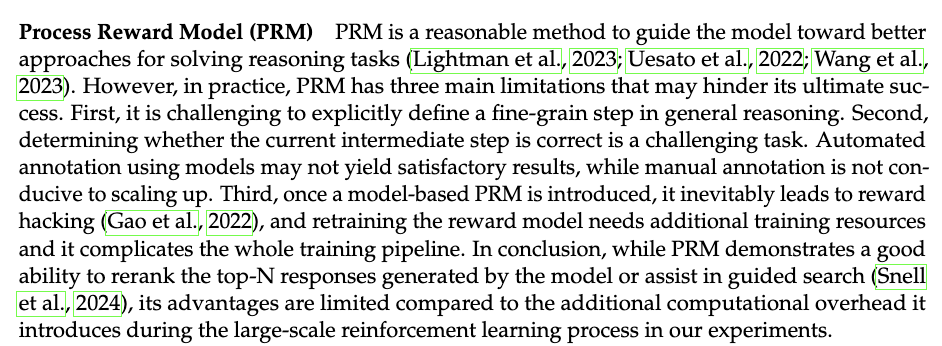 Process Reward Model (PRM) PRM is a reasonable method to guide the model toward better
approaches for solving reasoning tasks (Lightman et al., 2023; Uesato et al., 2022; Wang et al.,
2023). However, in practice, PRM has three main limitations that may hinder its ultimate suc-
cess. First, it is challenging to explicitly define a fine-grain step in general reasoning. Second,
determining whether the current intermediate step is correct is a challenging task. Automated
annotation using models may not yield satisfactory results, while manual annotation is not con-
ducive to scaling up. Third, once a model-based PRM is introduced, it inevitably leads to reward
hacking (Gao et al., 2022), and retraining the reward model needs additional training resources
and it complicates the whole training pipeline. In conclusion, while PRM demonstrates a good
ability to rerank the top-N responses generated by the model or assist in guided search (Snell
et al., 2024), its advantages are limited compared to the additional computational overhead it
introduces during the large-scale reinforcement learning process in our experiments.